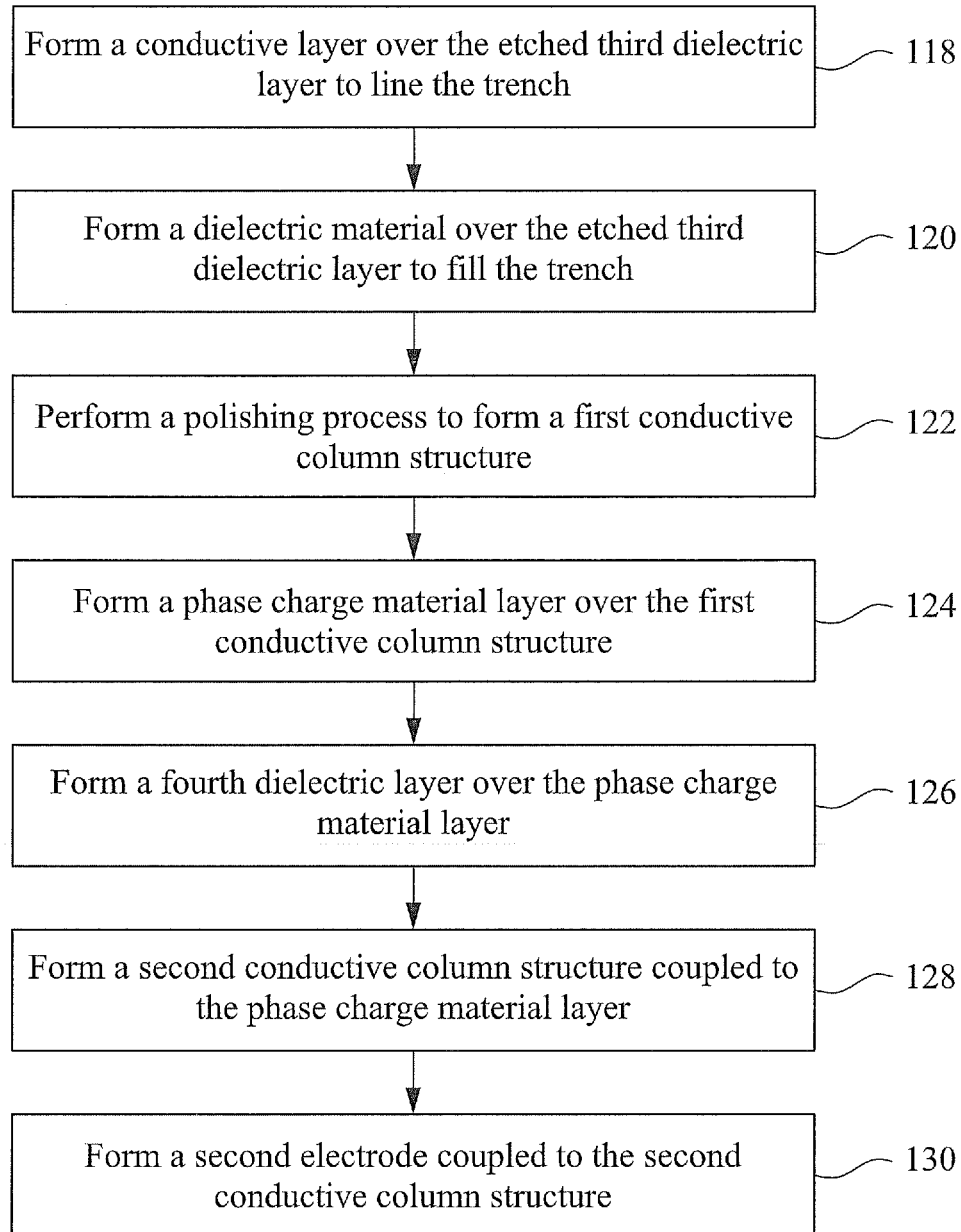 Form a conductive layer over the etched third dielectric
layer to line the trench
118
Form a dielectric material over the etched third
dielectric layer to fill the trench
120
Perform a polishing process to form a first conductive
column structure
122
Form a phase charge material layer over the first
conductive column structure
124
Form a fourth dielectric layer over the phase charge
material layer
126
Form a second conductive column structure coupled to
the phase charge material layer
128
Form a second electrode coupled to the second
conductive column structure
130